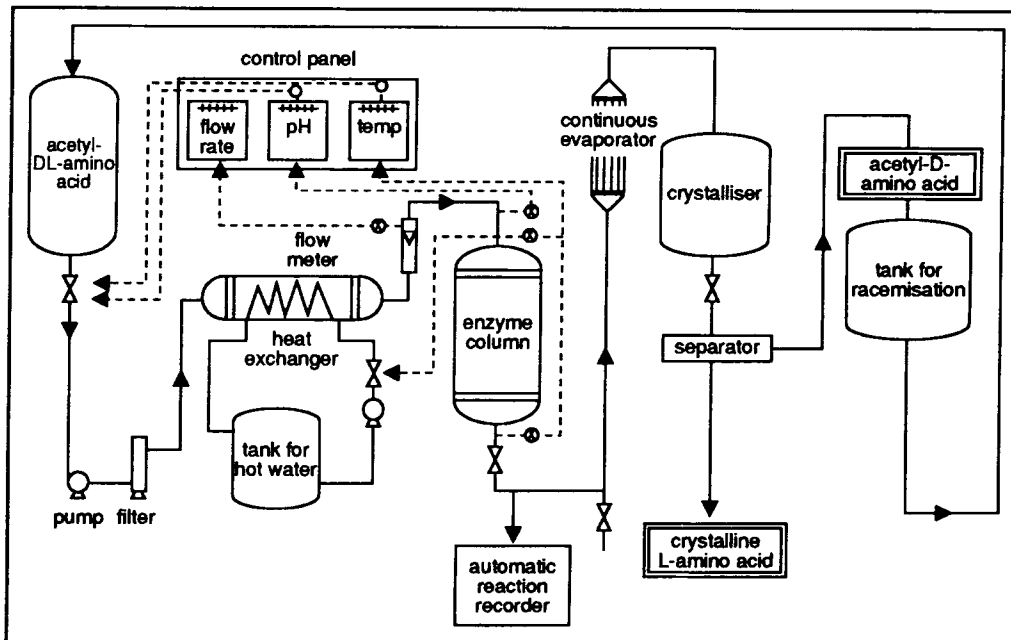 control panel
flow
rate
pH
temp
acetyl-
DL-amino
acid
continuous
evaporator
crystalliser
acetyl-D-
amino acid
tank for
racemisation
flow
meter
heat
exchanger
enzyme
column
separator
tank for
hot water
pump
filter
automatic
reaction
recorder
crystalline
L-amino acid